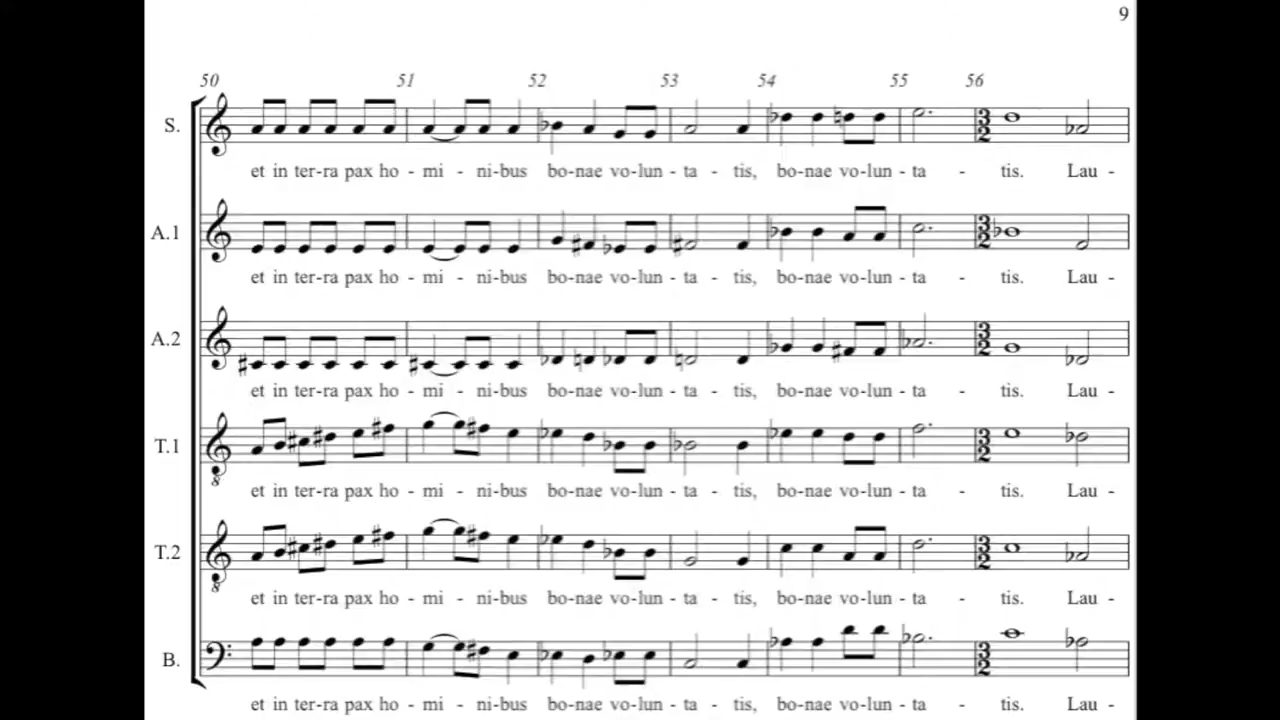 9
50 51 52 53 54 55 56
S.
et in ter-ra pax ho - mi - ni-bus bo-nae vo-lun - ta - tis, bo-nae vo-lun - ta - tis. Lau -
A.1
et in ter-ra pax ho - mi - ni-bus bo-nae vo-lun - ta - tis, bo-nae vo-lun - ta - tis. Lau -
A.2
et in ter-ra pax ho - mi - ni-bus bo-nae vo-lun - ta - tis, bo-nae vo-lun - ta - tis. Lau -
T.1
et in ter-ra pax ho - mi - ni-bus bo-nae vo-lun - ta - tis, bo-nae vo-lun - ta - tis. Lau -
T.2
et in ter-ra pax ho - mi - ni-bus bo-nae vo-lun - ta - tis, bo-nae vo-lun - ta - tis. Lau -
B.
et in ter-ra pax ho - mi - ni-bus bo-nae vo-lun - ta - tis, bo-nae vo-lun - ta - tis. Lau -